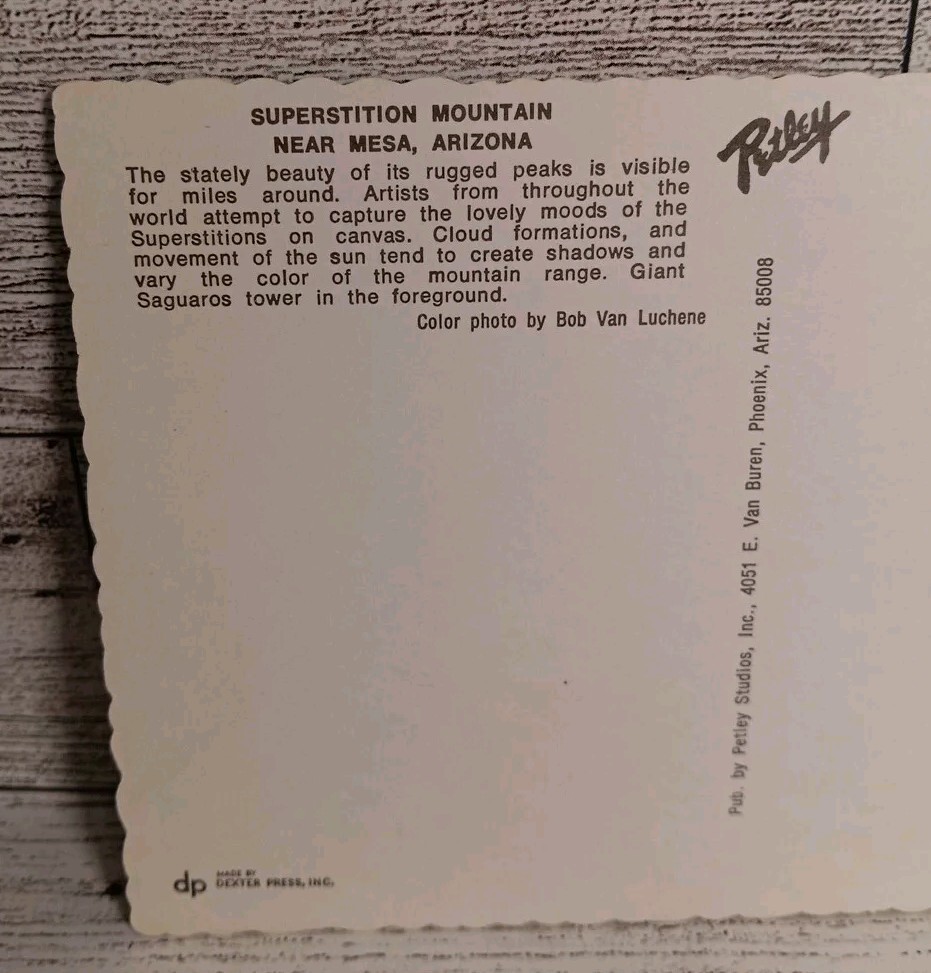 SUPERSTITION MOUNTAIN
NEAR MESA, ARIZONA
The stately beauty of its rugged peaks is visible
for miles around. Artists from throughout the
world attempt to capture the lovely moods of the
Superstitions on canvas. Cloud formations, and
movement of the sun tend to create shadows and
vary the color of the mountain range. Giant
Saguaros tower in the foreground.
Color photo by Bob Van Luchene
Petley
Pub. by Petley Studios, Inc., 4051 E. Van Buren, Phoenix, Ariz. 85008
dp
MADE BY
DEXTER PRESS, INC.